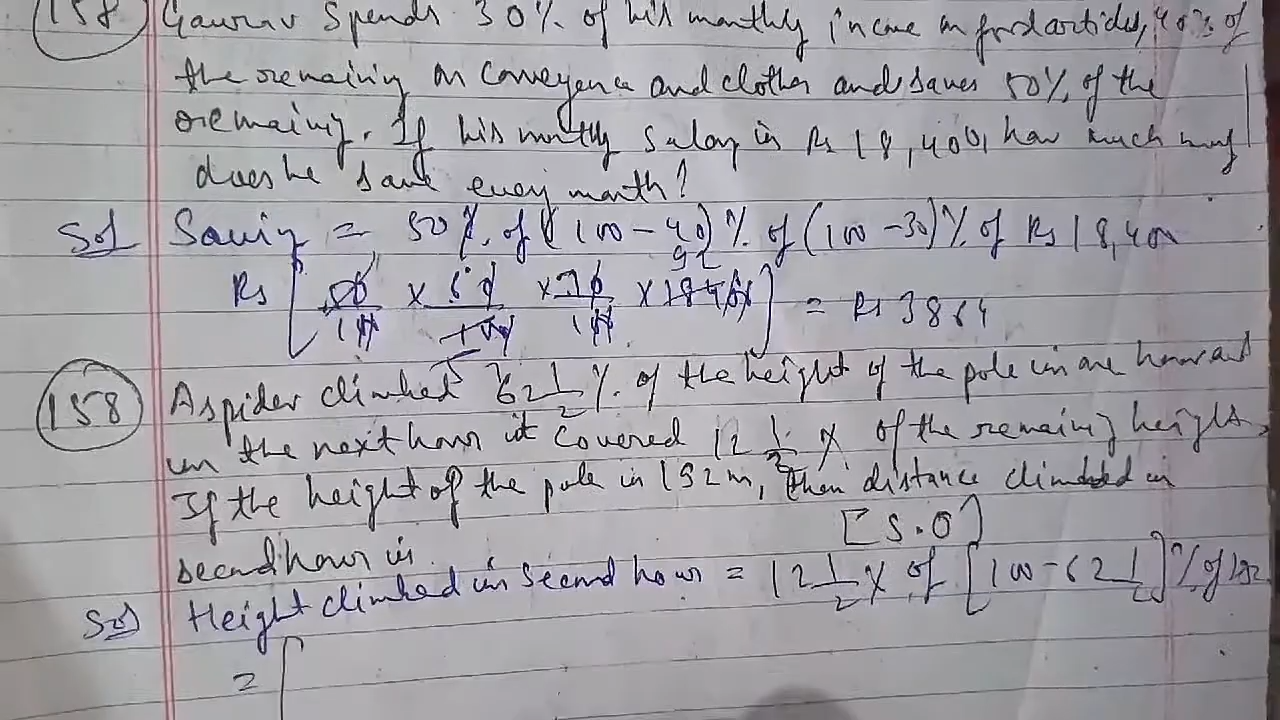 158 Gaurav spends 30% of his monthly income on food articles, 40% of
the remaining on conveyence and clothes and saves 50% of the
remaining. If his monthly salary is Rs 18,400, how much money
does he save every month?
Sol Saving = 50% of (100-40)% of (100-30)% of Rs 18,400
92
Rs [50/100 × 60/100 × 70/100 × 18400] = Rs 3864
5
158 A spider climbed 62 1/2 % of the height of the pole in one hour and
in the next hour it covered 12 1/2 % of the remaining height.
If the height of the pole is 192m, then distance climbed in
second hour is.
[S.O]
Sol Height climbed in second hour = 12 1/2 % of [100-62 1/2]% of 192
= [